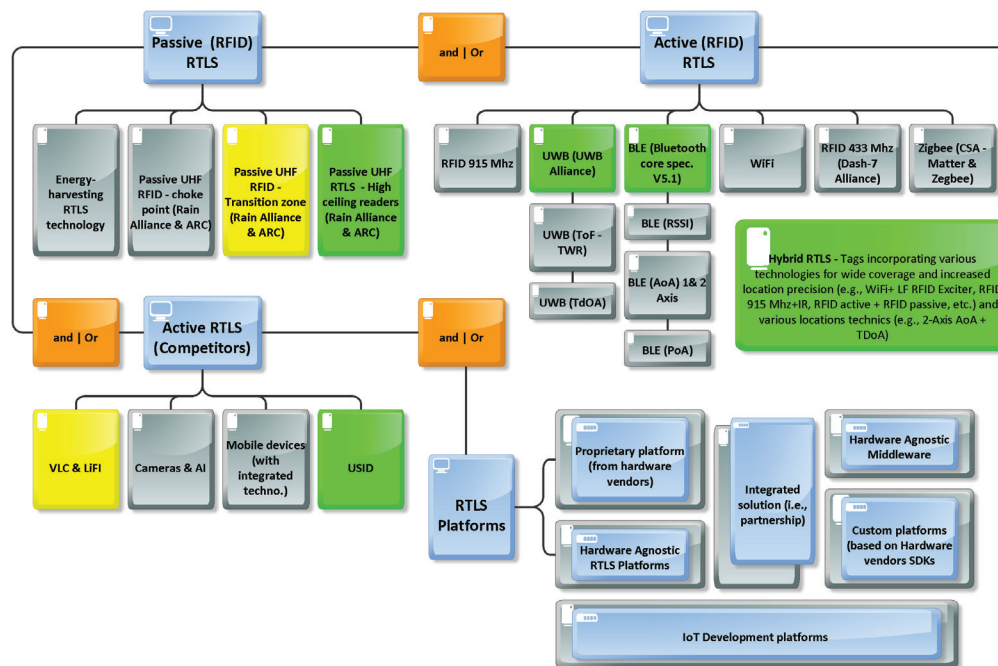 Passive (RFID)
RTLS
and | Or
Active (RFID)
RTLS
Energy-
harvesting
RTLS
technology
Passive UHF
RFID - choke
point (Rain
Alliance & ARC)
Passive UHF
RFID -
Transition zone
(Rain Alliance
& ARC)
Passive UHF
RTLS - High
ceiling readers
(Rain Alliance
& ARC)
RFID 915 Mhz
UWB (UWB
Alliance)
BLE (Bluetooth
core spec.
V5.1)
WiFi
RFID 433 Mhz
(Dash-7
Alliance)
Zigbee (CSA -
Matter &
Zegbee)
UWB (ToF -
TWR)
UWB (TdOA)
BLE (RSSI)
BLE (AoA) 1& 2
Axis
BLE (PoA)
Hybrid RTLS - Tags incorporating various
technologies for wide coverage and increased
location precision (e.g., WiFi+ LF RFID Exciter, RFID
915 Mhz+IR, RFID active + RFID passive, etc.) and
various locations technics (e.g., 2-Axis AoA +
TDoA)
and | Or
Active RTLS
(Competitors)
and | Or
VLC & LiFI
Cameras & AI
Mobile devices
(with
integrated
techno.)
USID
RTLS
Platforms
Proprietary platform
(from hardware
vendors)
Hardware Agnostic
RTLS Platforms
Integrated
solution (i.e.,
partnership)
Hardware Agnostic
Middleware
Custom platforms
(based on Hardware
vendors SDKs
IoT Development platforms